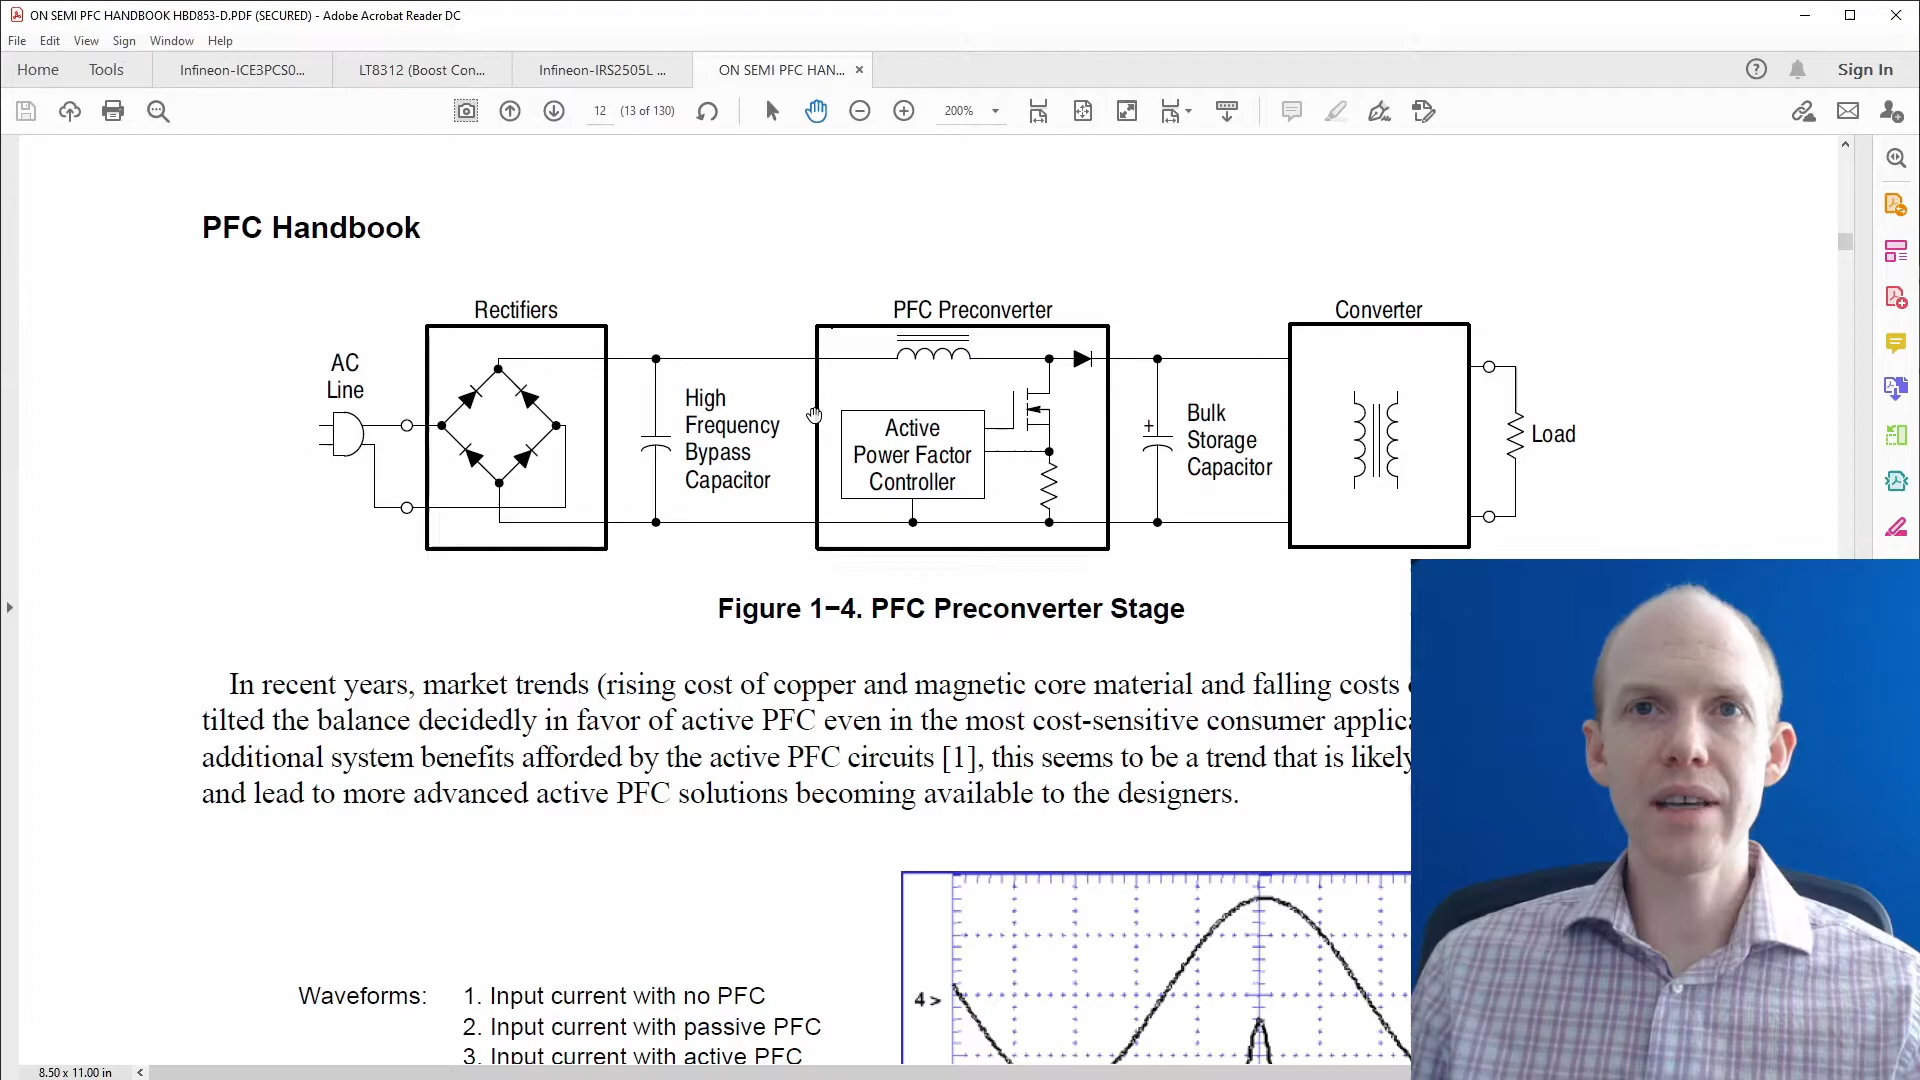 ON SEMI PFC HANDBOOK HBD853-D.PDF (SECURED) - Adobe Acrobat Reader DC
File Edit View Sign Window Help
Home Tools Infineon-ICE3PCS0... LT8312 (Boost Con... Infineon-IRS2505L ... ON SEMI PFC HAN... × Sign In
12 (13 of 130) 200%
PFC Handbook
Rectifiers PFC Preconverter Converter
AC
Line
High
Frequency
Bypass
Capacitor
Active
Power Factor
Controller
+
Bulk
Storage
Capacitor
Load
Figure 1−4. PFC Preconverter Stage
In recent years, market trends (rising cost of copper and magnetic core material and falling costs
tilted the balance decidedly in favor of active PFC even in the most cost-sensitive consumer applica
additional system benefits afforded by the active PFC circuits [1], this seems to be a trend that is likely
and lead to more advanced active PFC solutions becoming available to the designers.
4 >
Waveforms: 1. Input current with no PFC
2. Input current with passive PFC
3. Input current with active PFC
8.50 x 11.00 in